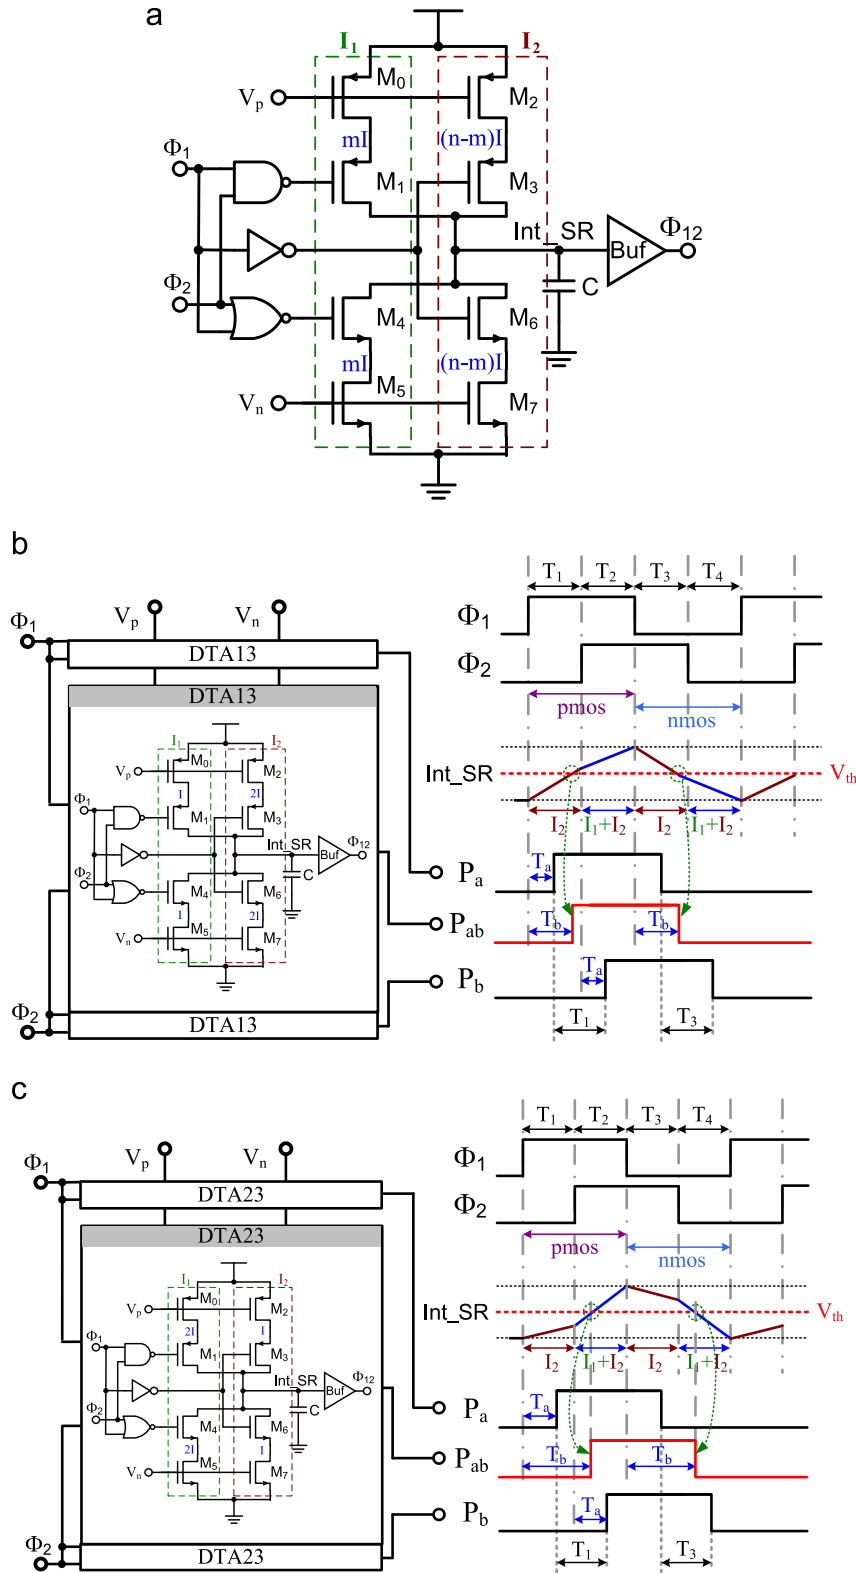 a
I₁ I₂
M₀ M₂
Vₚ
mI (n-m)I
Φ₁
M₁ M₃
Int_SR Φ₁₂
Buf
Φ₂
C
M₄ M₆
mI (n-m)I
M₅ M₇
Vₙ
b
Φ₁ Vₚ Vₙ
DTA13
DTA13
I₁ I₂
M₀ M₂
Vₚ
I 2I
Φ₁
M₁ M₃
Int_SR Φ₁₂
Buf
Φ₂
C
M₄ M₆
I 2I
M₅ M₇
Vₙ
Φ₂ DTA13
Pₐ
Pₐb
Pb
T₁ T₂ T₃ T₄
Φ₁
Φ₂
pmos nmos
Int_SR Vth
I₂ I₁+I₂ I₂ I₁+I₂
Tₐ
Tb Tb
Tₐ
T₁ T₃
c
Φ₁ Vₚ Vₙ
DTA23
DTA23
I₁ I₂
M₀ M₂
Vₚ
2I I
Φ₁
M₁ M₃
Int_SR Φ₁₂
Buf
Φ₂
C
M₄ M₆
2I I
M₅ M₇
Vₙ
Φ₂ DTA23
Pₐ
Pₐb
Pb
T₁ T₂ T₃ T₄
Φ₁
Φ₂
pmos nmos
Int_SR Vth
I₂ I₁+I₂ I₂ I₁+I₂
Tₐ
Tb Tb
Tₐ
T₁ T₃